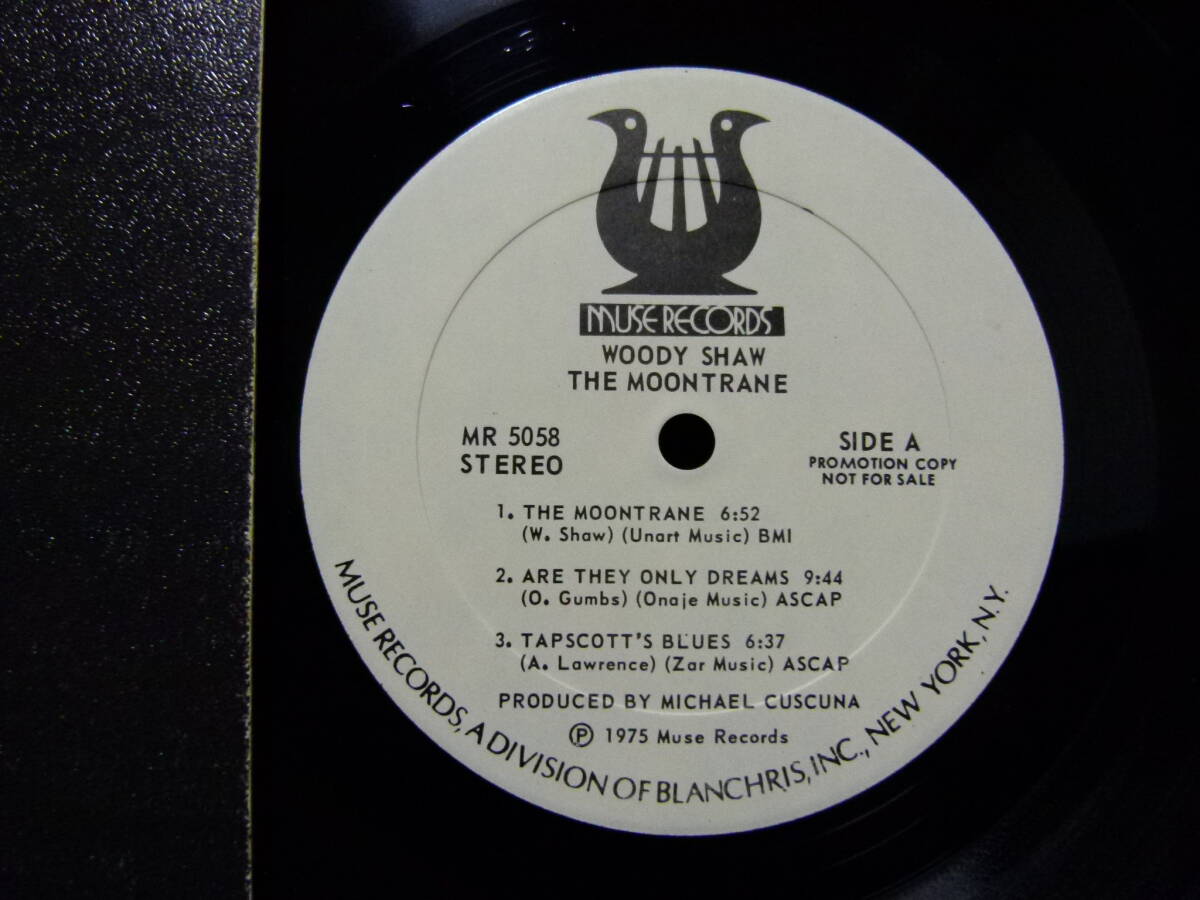 MUSE RECORDS
WOODY SHAW
THE MOONTRANE
MR 5058
STEREO
SIDE A
PROMOTION COPY
NOT FOR SALE
1. THE MOONTRANE 6:52
(W. Shaw) (Unart Music) BMI
2. ARE THEY ONLY DREAMS 9:44
(O. Gumbs) (Onaje Music) ASCAP
3. TAPSCOTT'S BLUES 6:37
(A. Lawrence) (Zar Music) ASCAP
PRODUCED BY MICHAEL CUSCUNA
Ⓟ 1975 Muse Records
MUSE RECORDS, A DIVISION OF BLANCHRIS, INC., NEW YORK, N.Y.